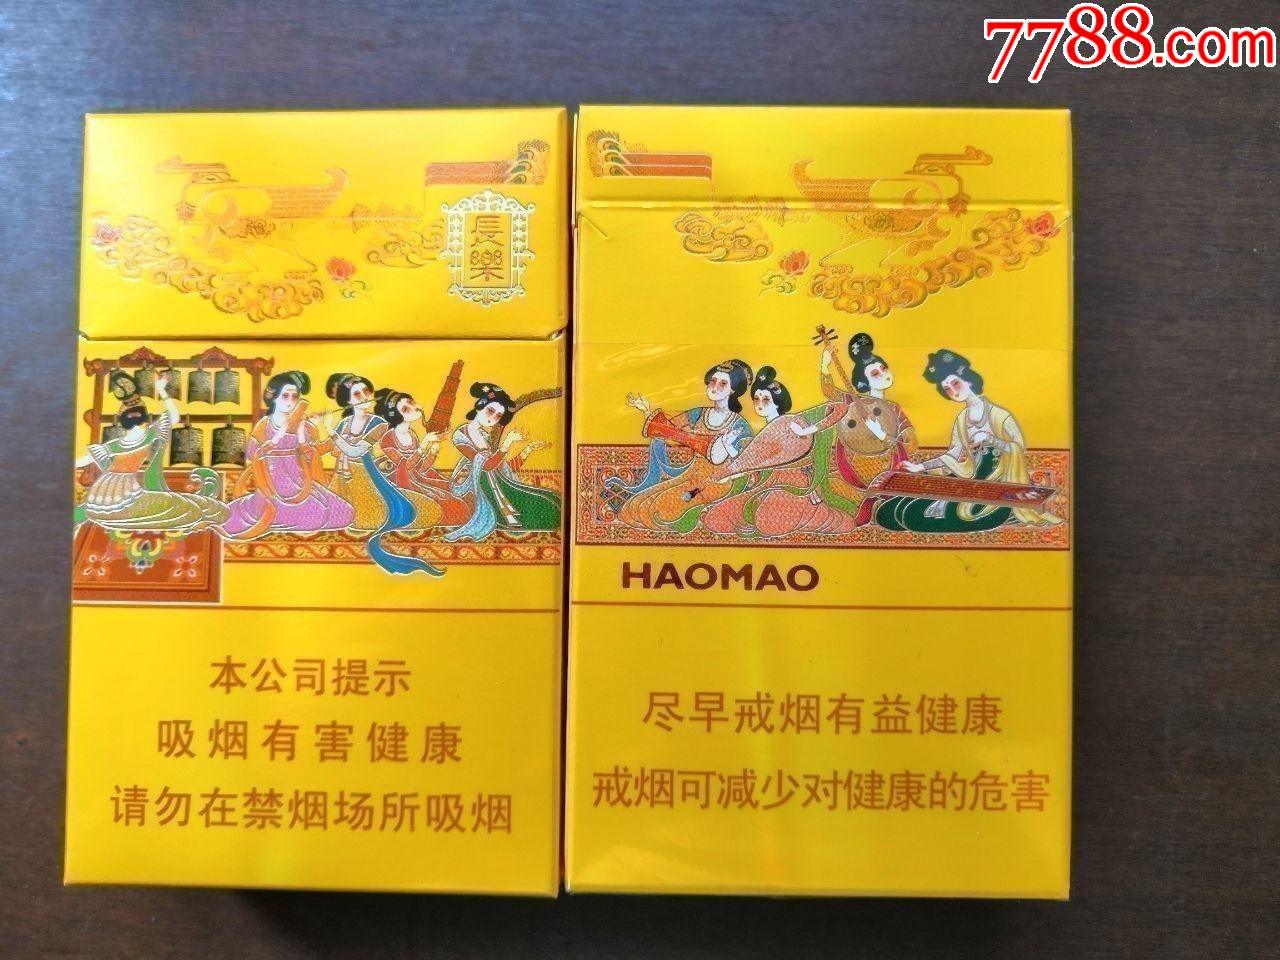 7788.com
長樂
本公司提示
吸烟有害健康
请勿在禁烟场所吸烟
HAOMAO
尽早戒烟有益健康
戒烟可减少对健康的危害